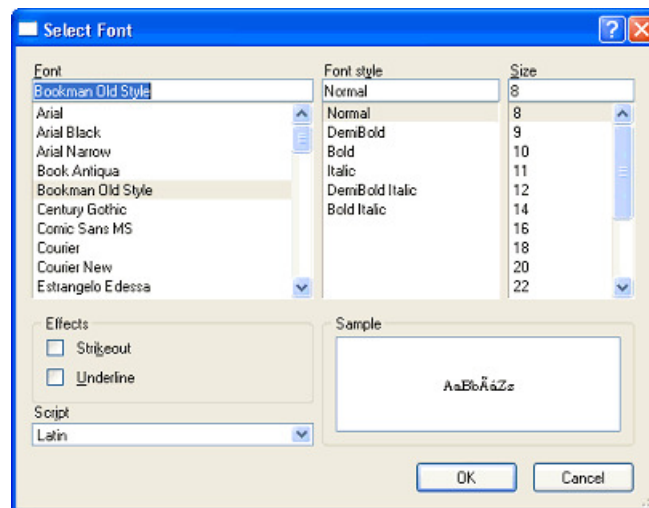 Select Font
Font
Bookman Old Style
Arial
Arial Black
Arial Narrow
Book Antiqua
Bookman Old Style
Century Gothic
Comic Sans MS
Courier
Courier New
Estrangelo Edessa
Font style
Normal
Normal
DemiBold
Bold
Italic
DemiBold Italic
Bold Italic
Size
8
8
9
10
11
12
14
16
18
20
22
Effects
Strikeout
Underline
Script
Latin
Sample
AaBbÃáZz
OK
Cancel